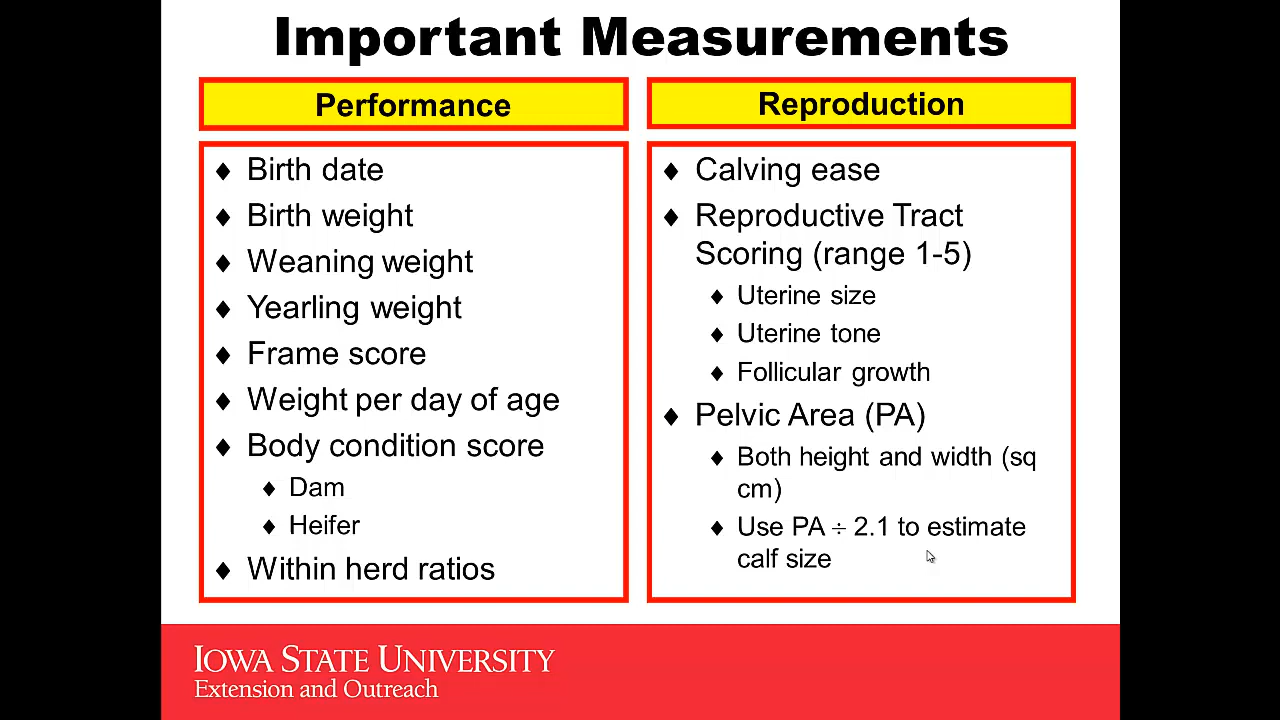 Important Measurements
Performance
Birth date
Birth weight
Weaning weight
Yearling weight
Frame score
Weight per day of age
Body condition score
Dam
Heifer
Within herd ratios
Reproduction
Calving ease
Reproductive Tract
Scoring (range 1-5)
Uterine size
Uterine tone
Follicular growth
Pelvic Area (PA)
Both height and width (sq
cm)
Use PA ÷ 2.1 to estimate
calf size
IOWA STATE UNIVERSITY
Extension and Outreach